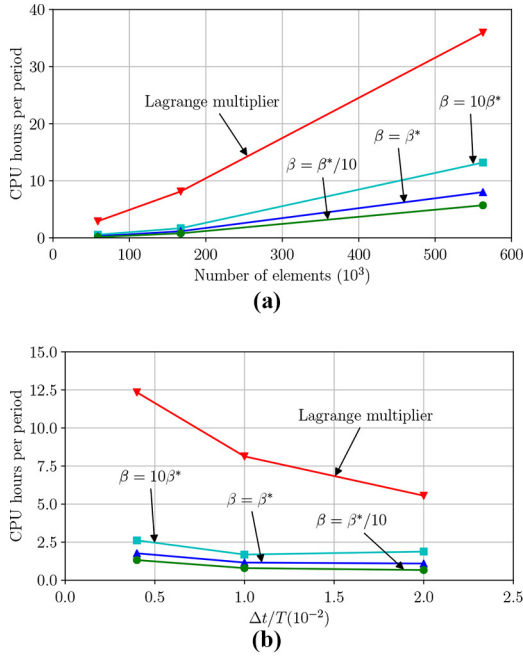 CPU hours per period
40
30
20
10
0
Lagrange multiplier
β = 10β*
β = β*
β = β*/10
0 100 200 300 400 500 600
Number of elements (10³)
(a)
CPU hours per period
15.0
12.5
10.0
7.5
5.0
2.5
0.0
Lagrange multiplier
β = 10β*
β = β*
β = β*/10
0.0 0.5 1.0 1.5 2.0 2.5
Δt/T(10⁻²)
(b)